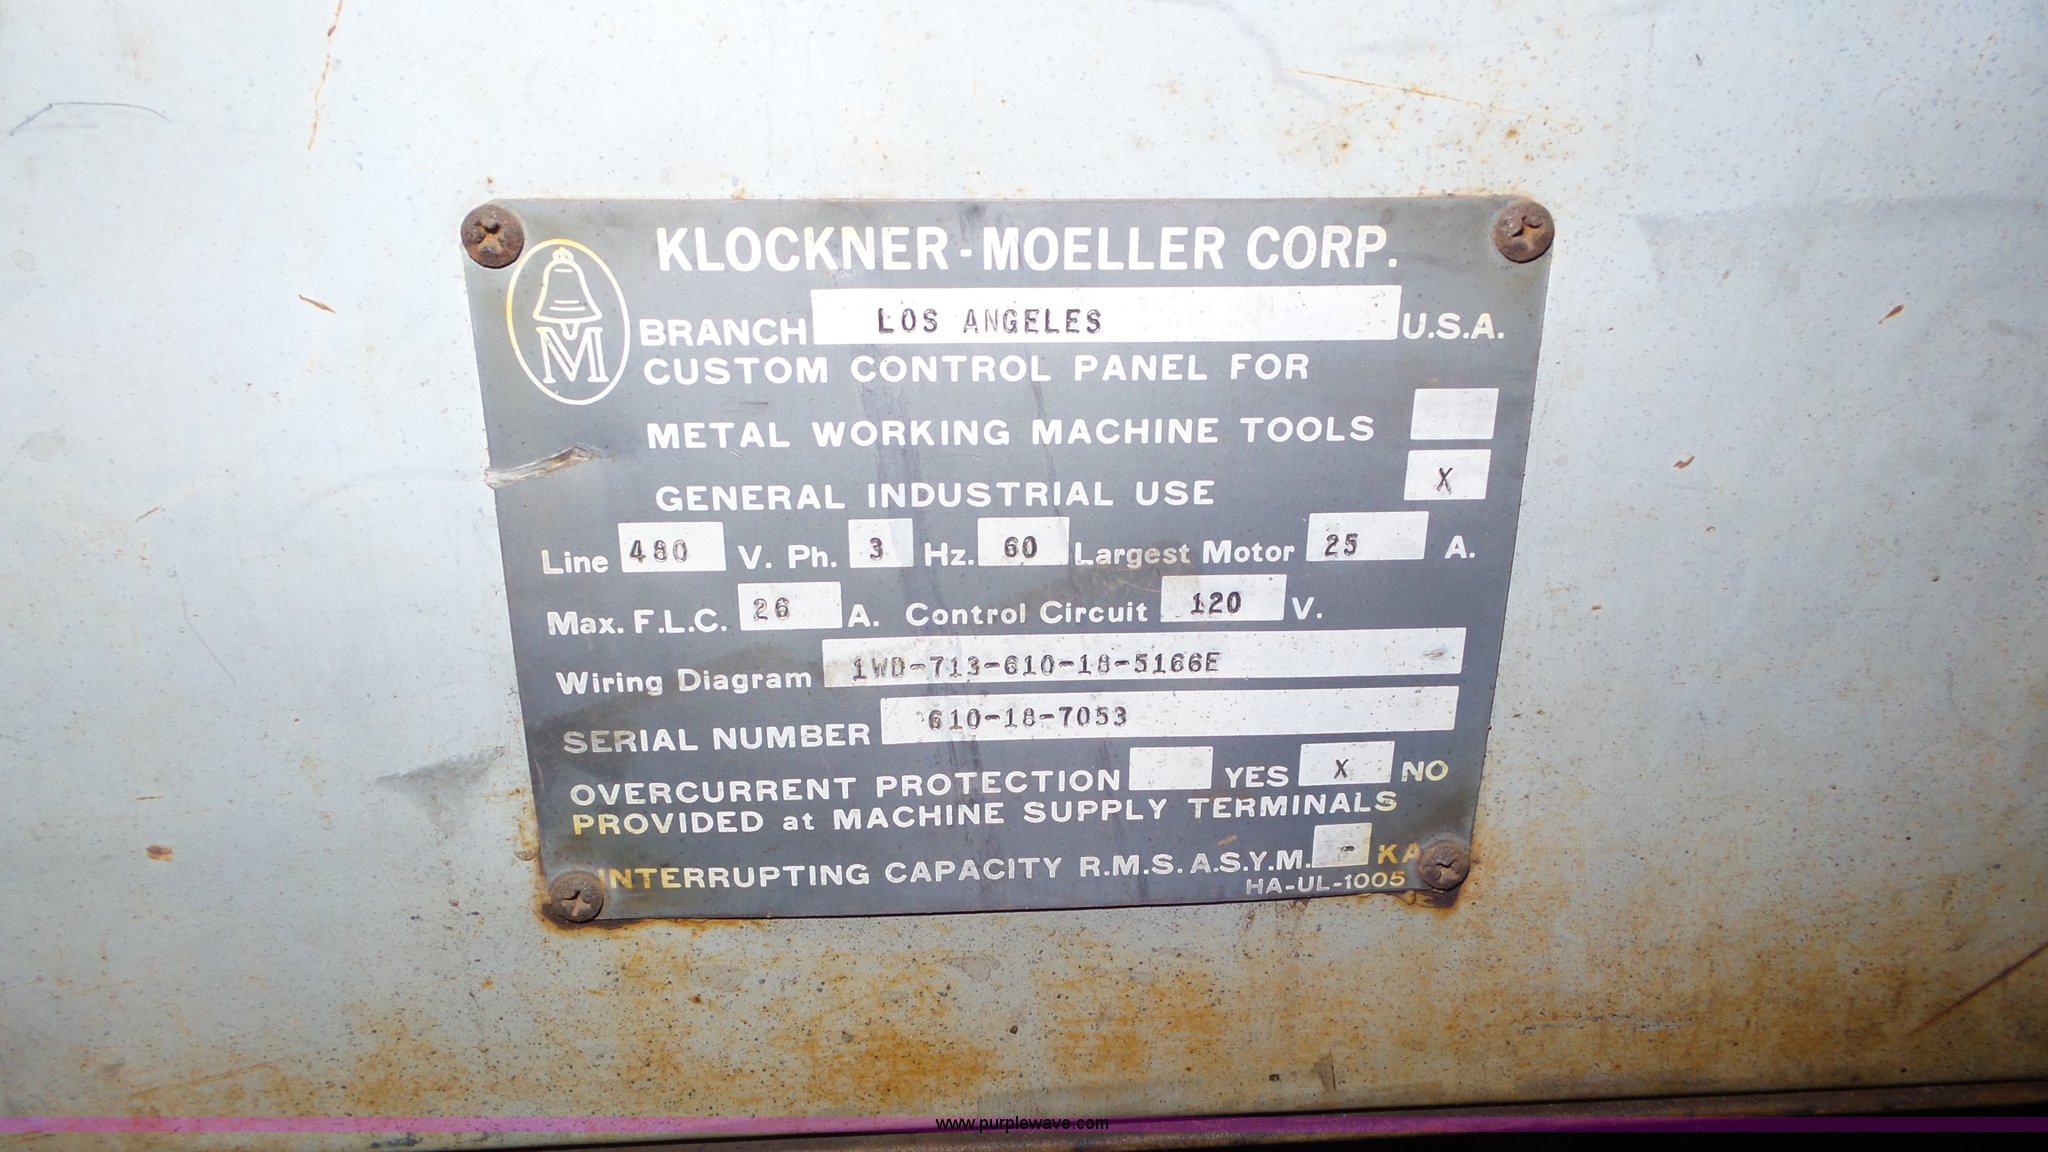 KLOCKNER-MOELLER CORP.
M
BRANCH LOS ANGELES U.S.A.
CUSTOM CONTROL PANEL FOR
METAL WORKING MACHINE TOOLS
GENERAL INDUSTRIAL USE X
Line 480 V. Ph. 3 Hz. 60 Largest Motor 25 A.
Max. F.L.C. 26 A. Control Circuit 120 V.
Wiring Diagram 1WD-713-610-18-5166E
SERIAL NUMBER 610-18-7053
OVERCURRENT PROTECTION YES X NO
PROVIDED at MACHINE SUPPLY TERMINALS
INTERRUPTING CAPACITY R.M.S. A.S.Y.M. - KA
HA-UL-1005
www.purplewave.com